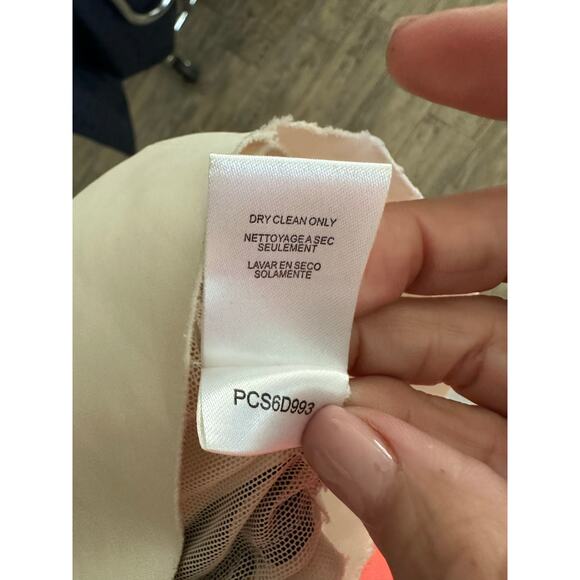 DRY CLEAN ONLY
NETTOYAGE A SEC
SEULEMENT
LAVAR EN SECO
SOLAMENTE
PCS6D993